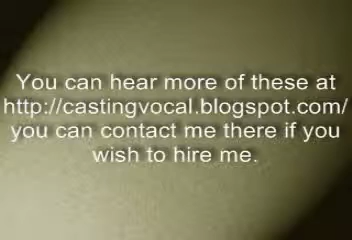 You can hear more of these at
http://castingvocal.blogspot.com/
you can contact me there if you
wish to hire me.